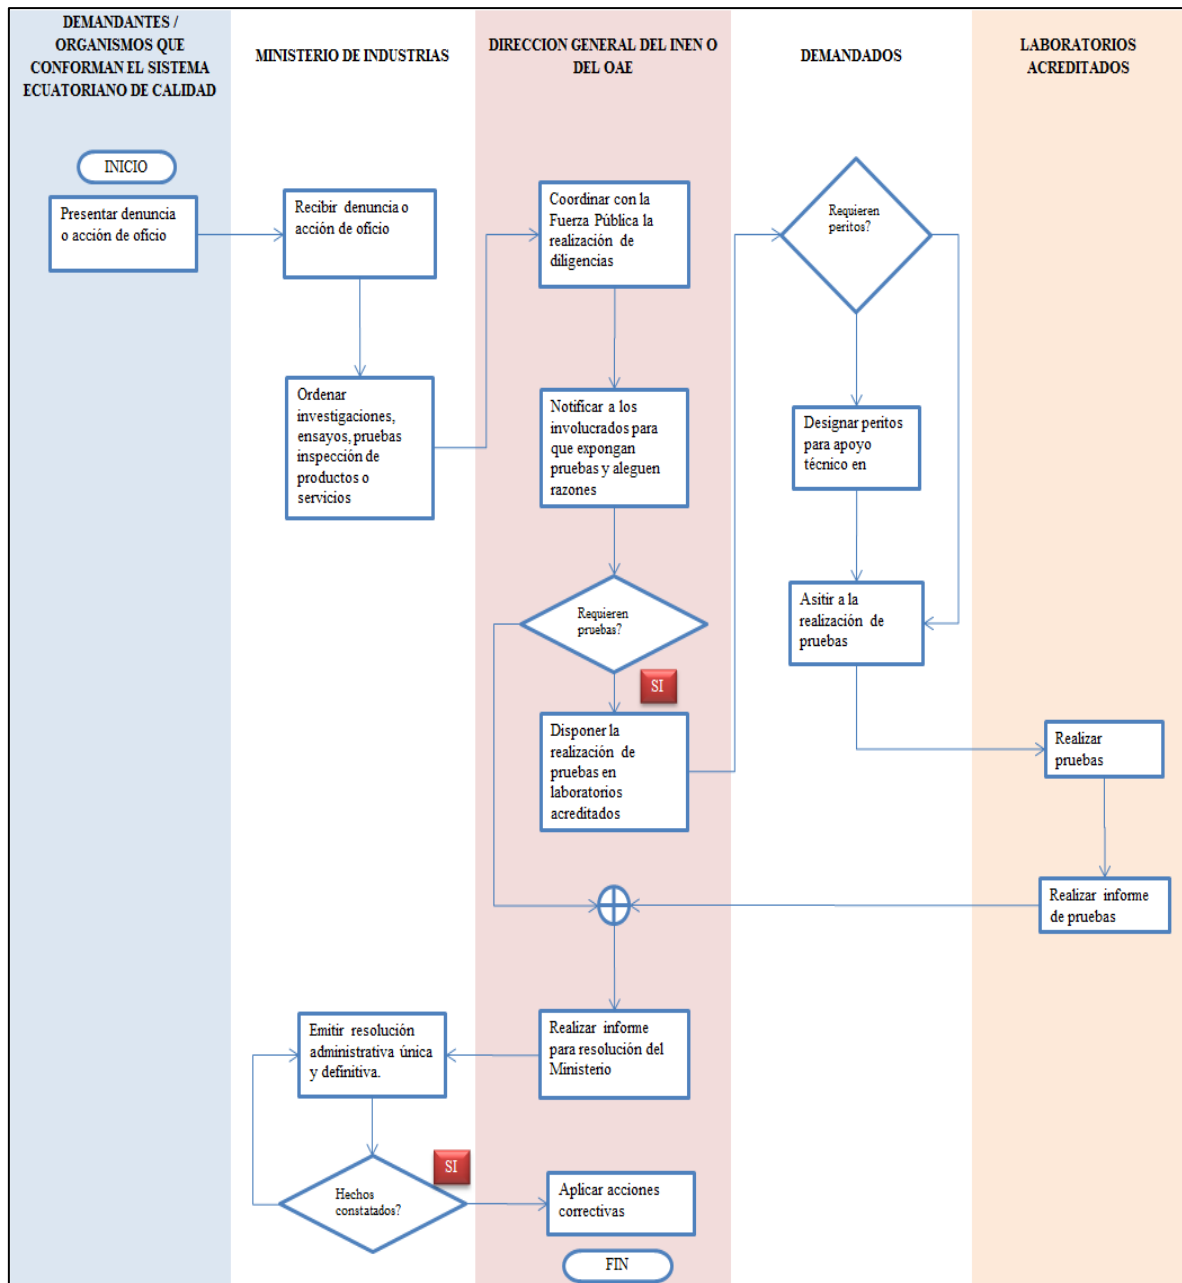 DEMANDANTES /
ORGANISMOS QUE
CONFORMAN EL SISTEMA
ECUATORIANO DE CALIDAD
MINISTERIO DE INDUSTRIAS
DIRECCION GENERAL DEL INEN O
DEL OAE
DEMANDADOS
LABORATORIOS
ACREDITADOS
INICIO
Presentar denuncia
o acción de oficio
Recibir denuncia o
acción de oficio
Coordinar con la
Fuerza Pública la
realización de
diligencias
Requieren
peritos?
Ordenar
investigaciones,
ensayos, pruebas
inspección de
productos o
servicios
Notificar a los
involucrados para
que expongan
pruebas y aleguen
razones
Designar peritos
para apoyo
técnico en
Requieren
pruebas?
SI
Asitir a la
realización de
pruebas
Disponer la
realización de
pruebas en
laboratorios
acreditados
Realizar
pruebas
Realizar informe
de pruebas
Emitir resolución
administrativa única
y definitiva.
Realizar informe
para resolución del
Ministerio
Hechos
constatados?
SI
Aplicar acciones
correctivas
FIN